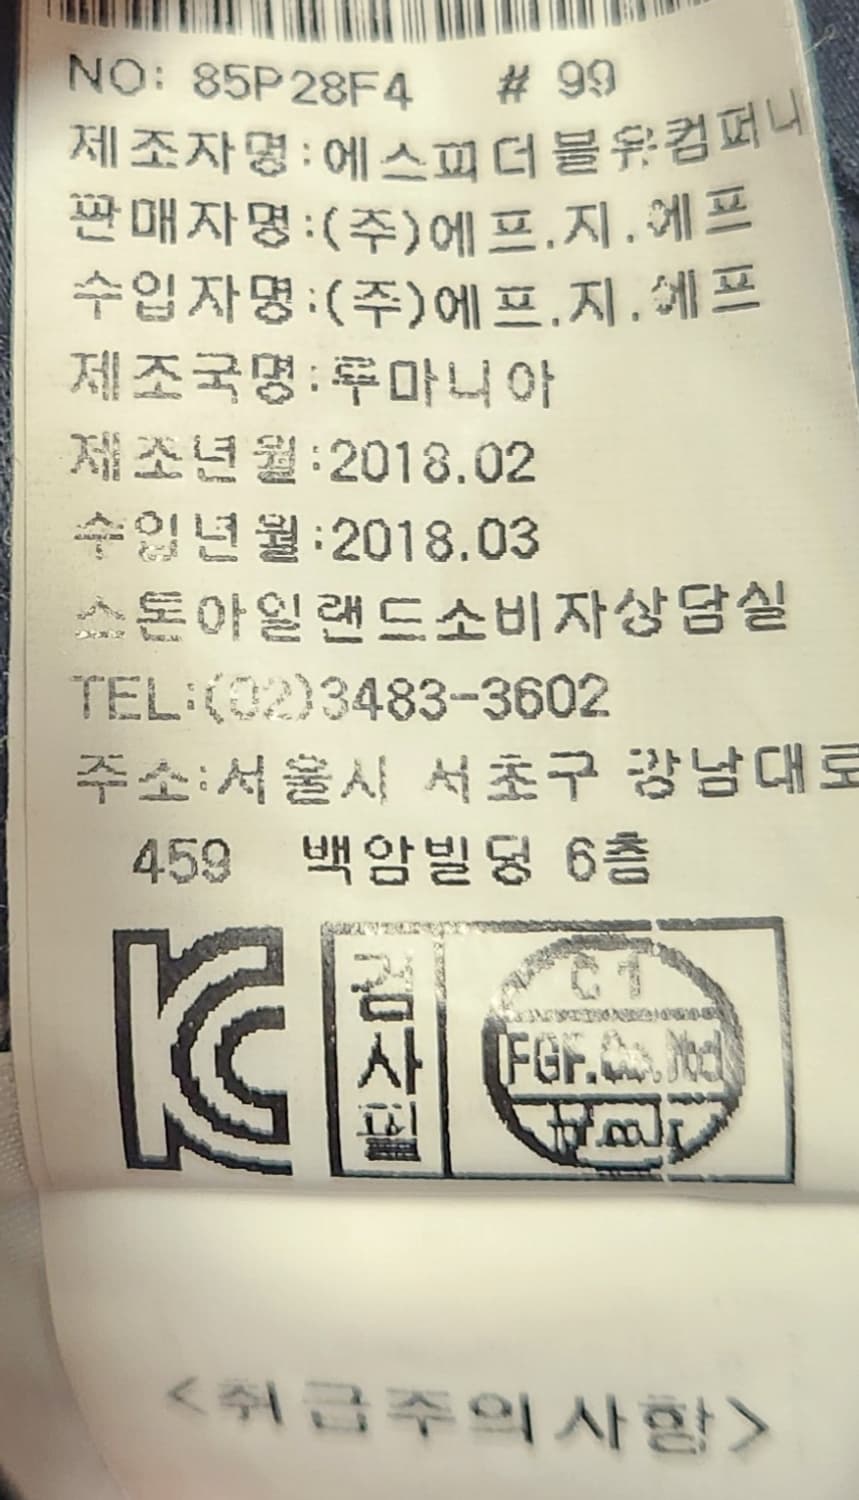 NO: 85P28F4 # 99
제조자명:에스피더블유컴퍼니
판매자명:(주)에프.지.에프
수입자명:(주)에프.지.에프
제조국명:루마니아
제조년월:2018.02
수입년월:2018.03
스톤아일랜드소비자상담실
TEL:(02)3483-3602
주소:서울시 서초구 강남대로
459 백암빌딩 6층
KC
검사필
C1
FGF.Co.,
<취급주의사항>